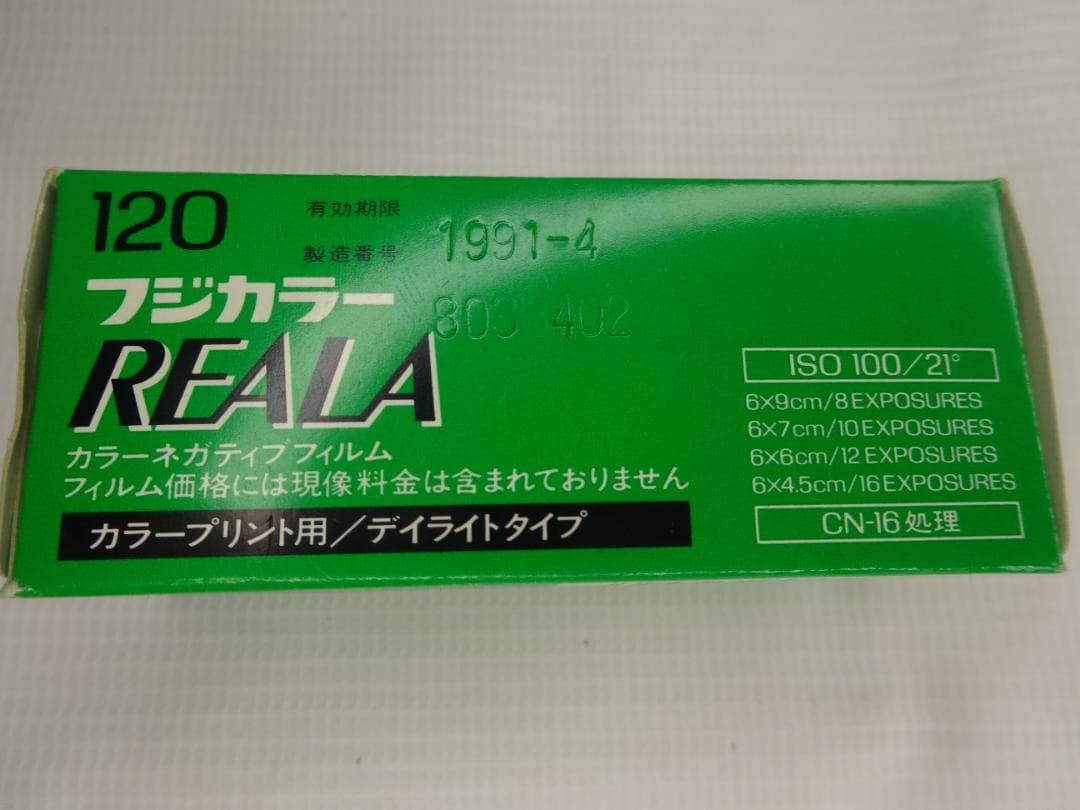 120
有効期限 1991-4
製造番号 803 402
フジカラー
REALA
カラーネガティブフィルム
フィルム価格には現像料金は含まれておりません
カラープリント用/デイライトタイプ
ISO 100/21°
6×9cm/8EXPOSURES
6×7cm/10EXPOSURES
6×6cm/12EXPOSURES
6×4.5cm/16EXPOSURES
CN-16処理